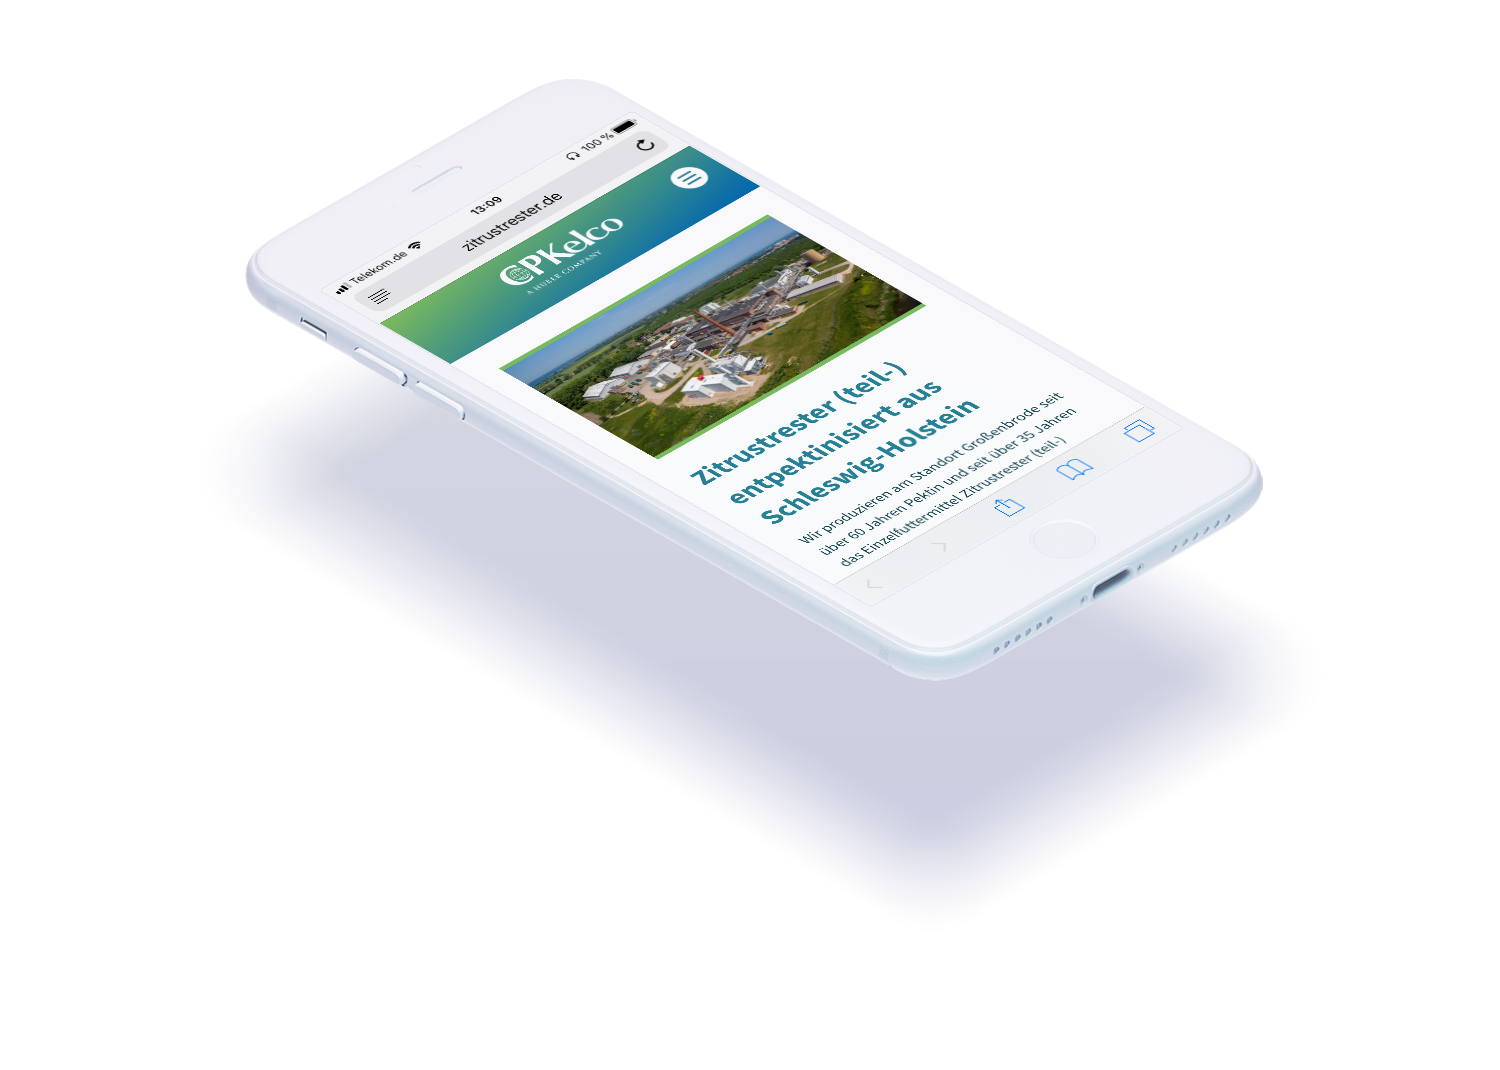 Telekom.de 13:09 100 %
zitrustrester.de
CPKelco
A HUBER COMPANY
Zitrustrester (teil-)
entpektinisiert aus
Schleswig-Holstein
Wir produzieren am Standort Großenbrode seit
über 60 Jahren Pektin und seit über 35 Jahren
das Einzelfuttermittel Zitrustrester (teil-)